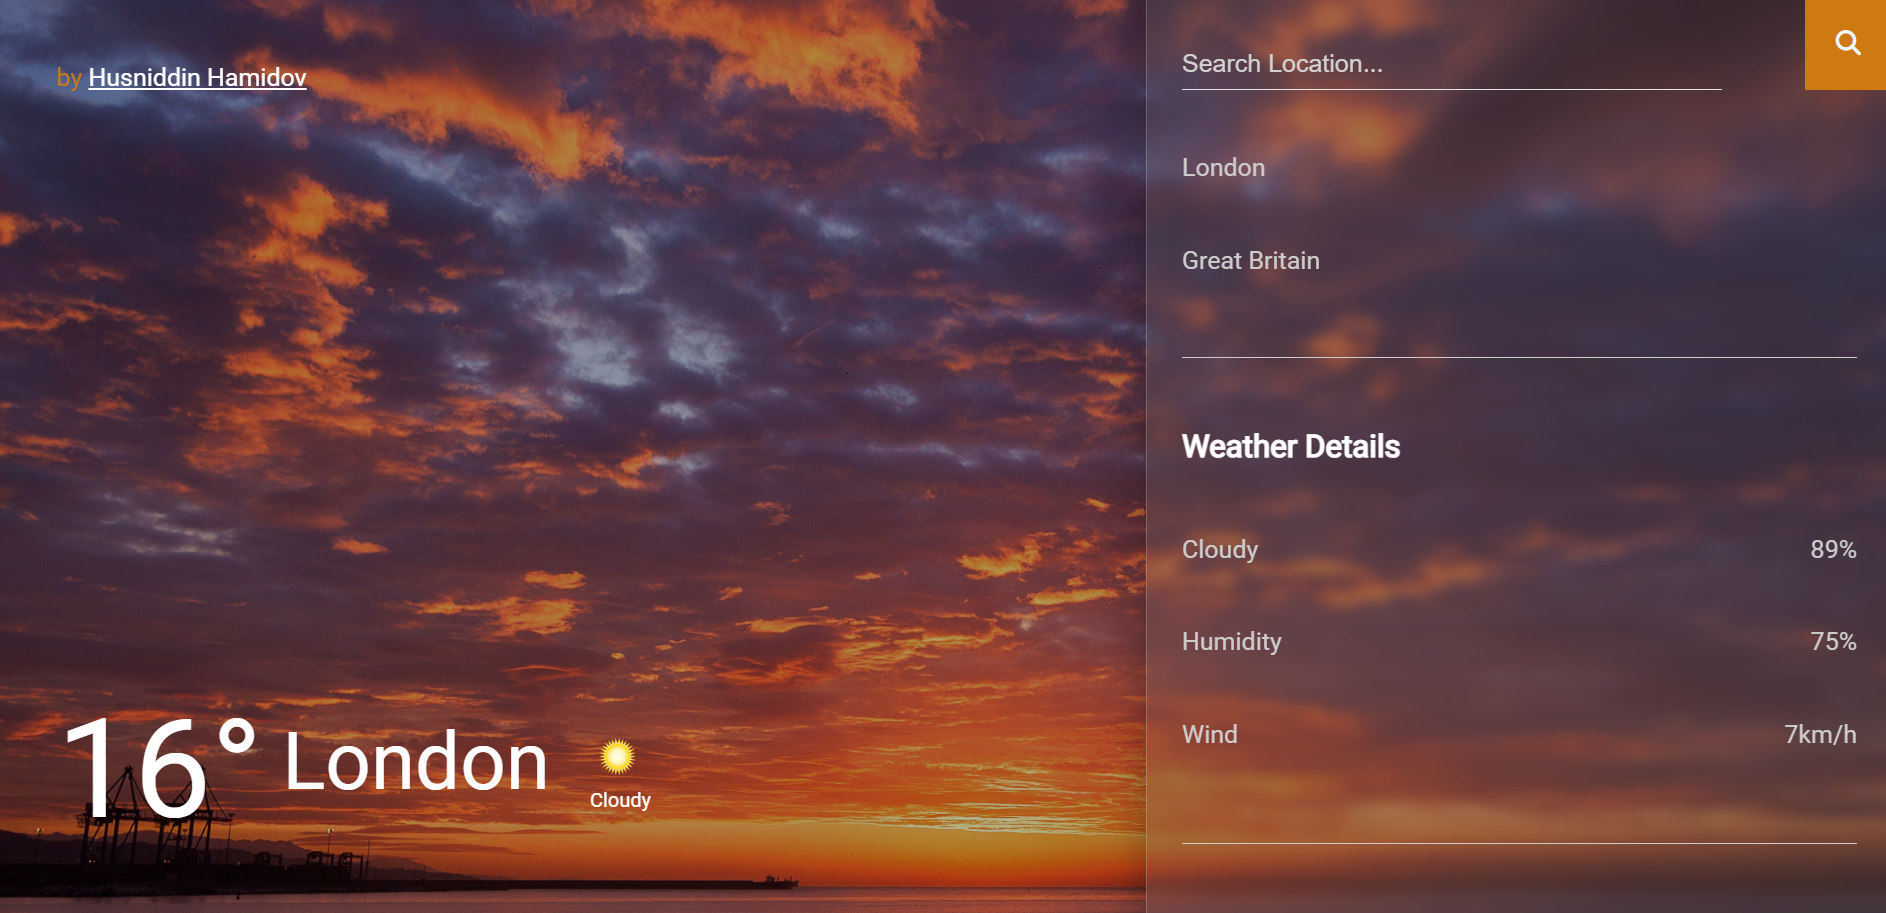 by Husniddin Hamidov
16° London
Cloudy
Search Location...
London
Great Britain
Weather Details
Cloudy 89%
Humidity 75%
Wind 7km/h